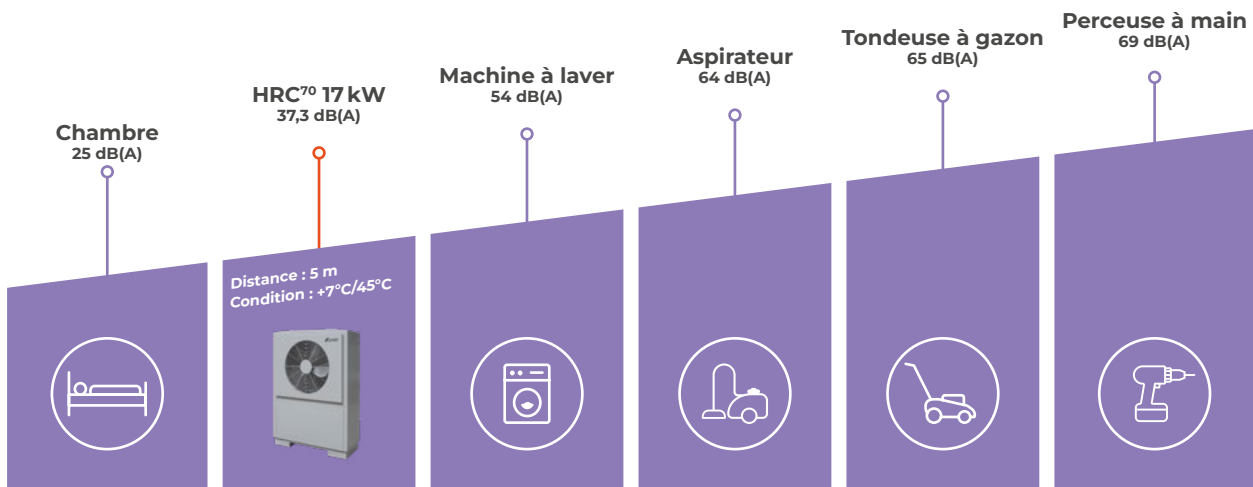 Chambre
25 dB(A)
HRC⁷⁰ 17 kW
37,3 dB(A)
Distance : 5 m
Condition : +7°C/45°C
Machine à laver
54 dB(A)
Aspirateur
64 dB(A)
Tondeuse à gazon
65 dB(A)
Perceuse à main
69 dB(A)